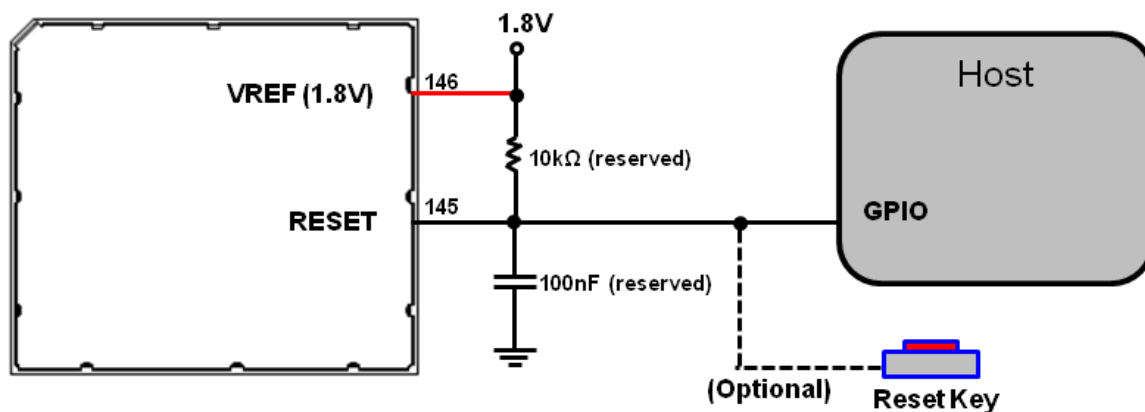 1.8V
Host
VREF (1.8V)
146
10kΩ (reserved)
RESET
145
GPIO
100nF (reserved)
(Optional)
Reset Key